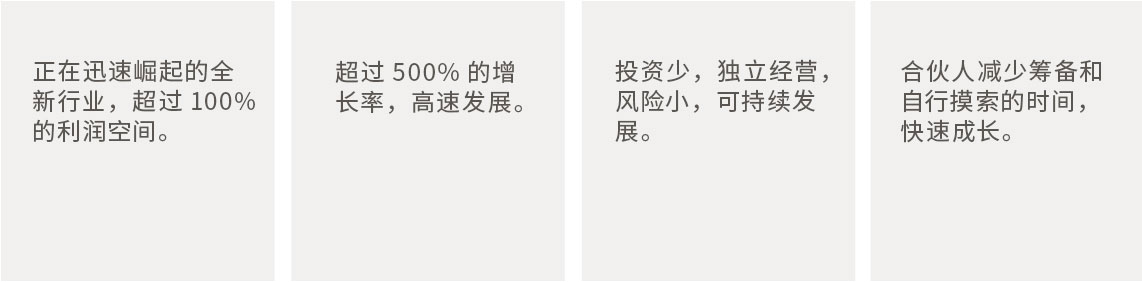 正在迅速崛起的全
新行业，超过 100%
的利润空间。
超过 500% 的增
长率，高速发展。
投资少，独立经营，
风险小，可持续发
展。
合伙人减少筹备和
自行摸索的时间，
快速成长。